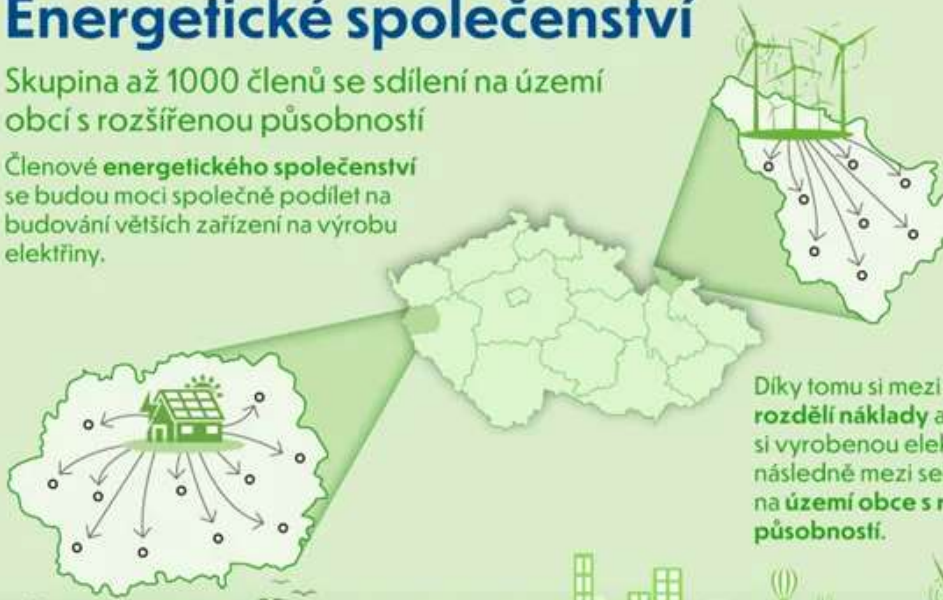 Energetické společenství
Skupina až 1000 členů se sdílení na území
obcí s rozšířenou působností
Členové energetického společenství
se budou moci společně podílet na
budování větších zařízení na výrobu
elektřiny.
Díky tomu si mezi
rozdělí náklady a
si vyrobenou
následně mezi
na území obce s
působností.